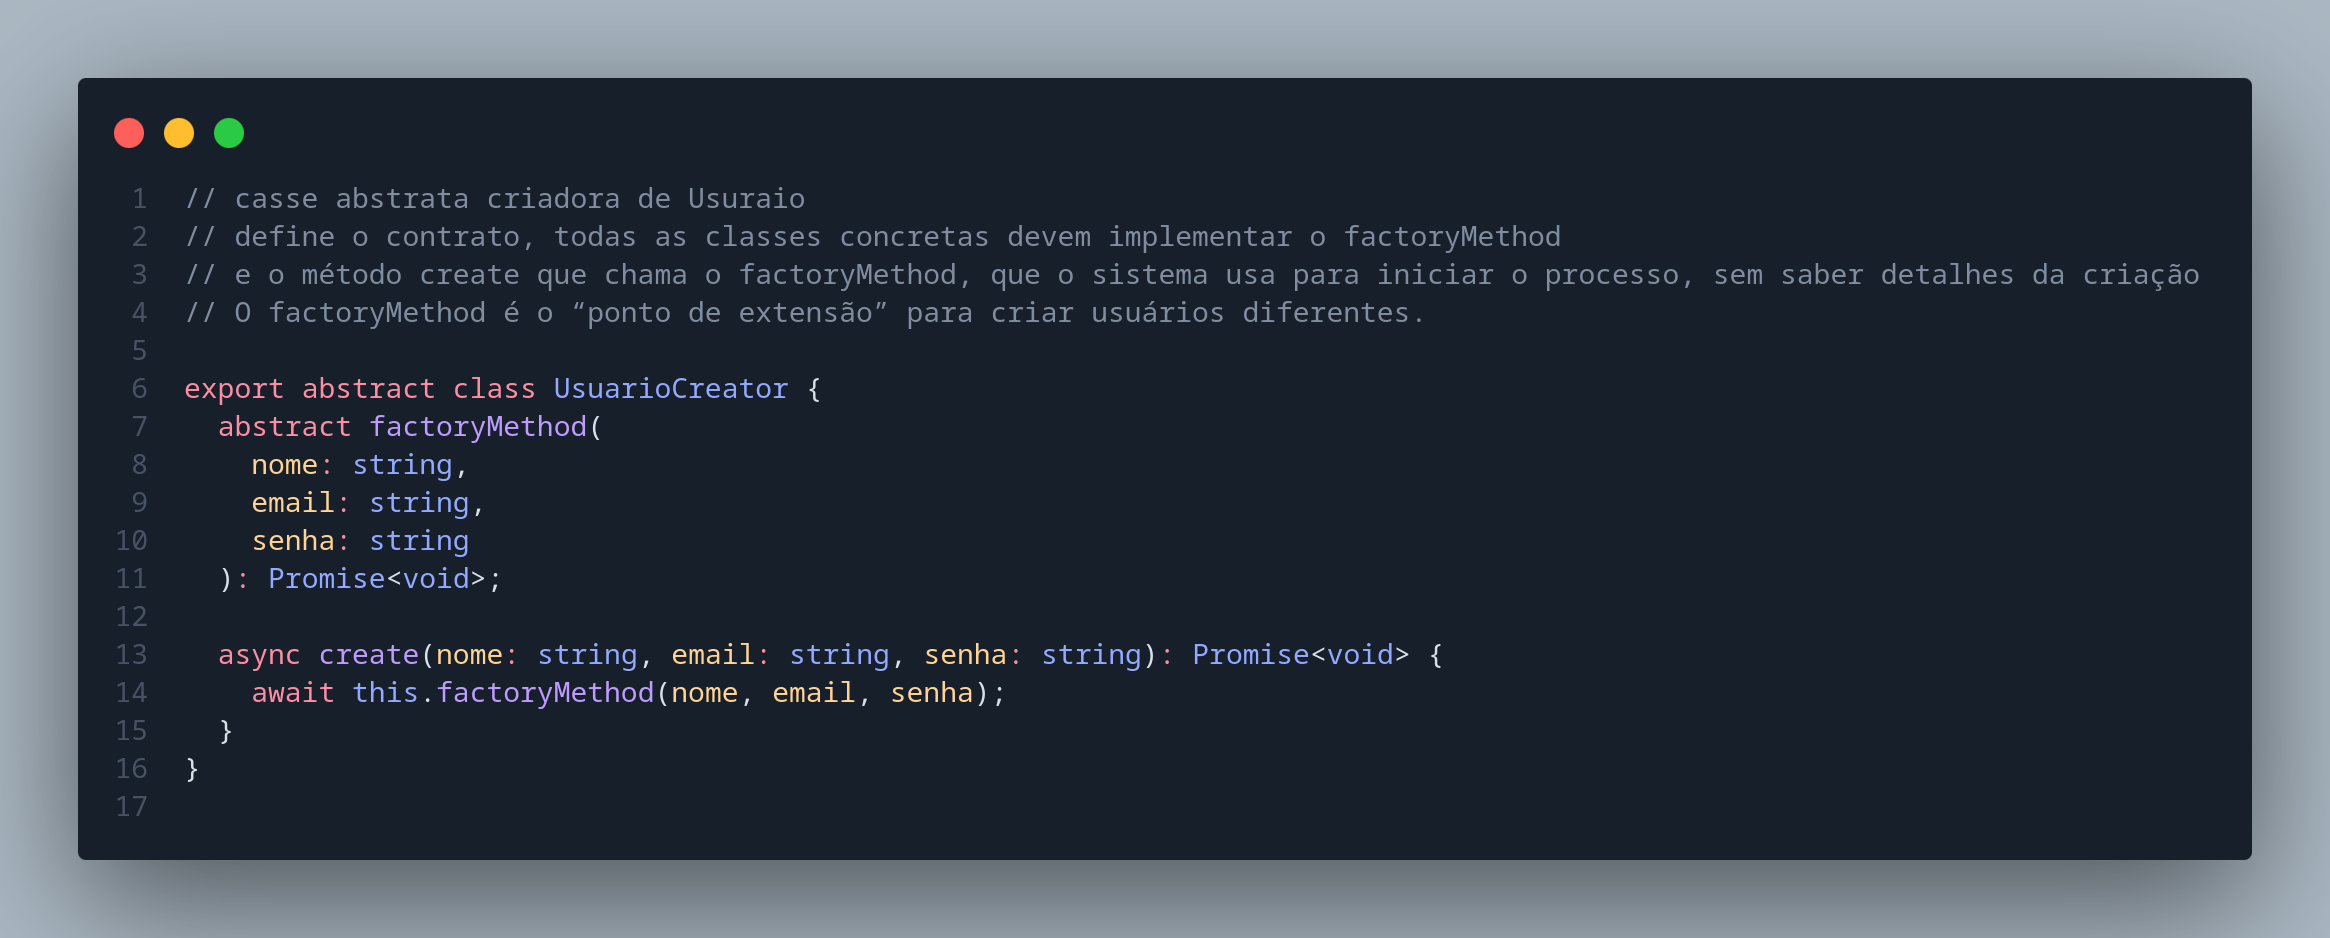 1 // casse abstrata criadora de Usuraio
2 // define o contrato, todas as classes concretas devem implementar o factoryMethod
3 // e o método create que chama o factoryMethod, que o sistema usa para iniciar o processo, sem saber detalhes da criação
4 // O factoryMethod é o “ponto de extensão” para criar usuários diferentes.
5
6 export abstract class UsuarioCreator {
7   abstract factoryMethod(
8     nome: string,
9     email: string,
10     senha: string
11   ): Promise<void>;
12
13   async create(nome: string, email: string, senha: string): Promise<void> {
14     await this.factoryMethod(nome, email, senha);
15   }
16 }
17